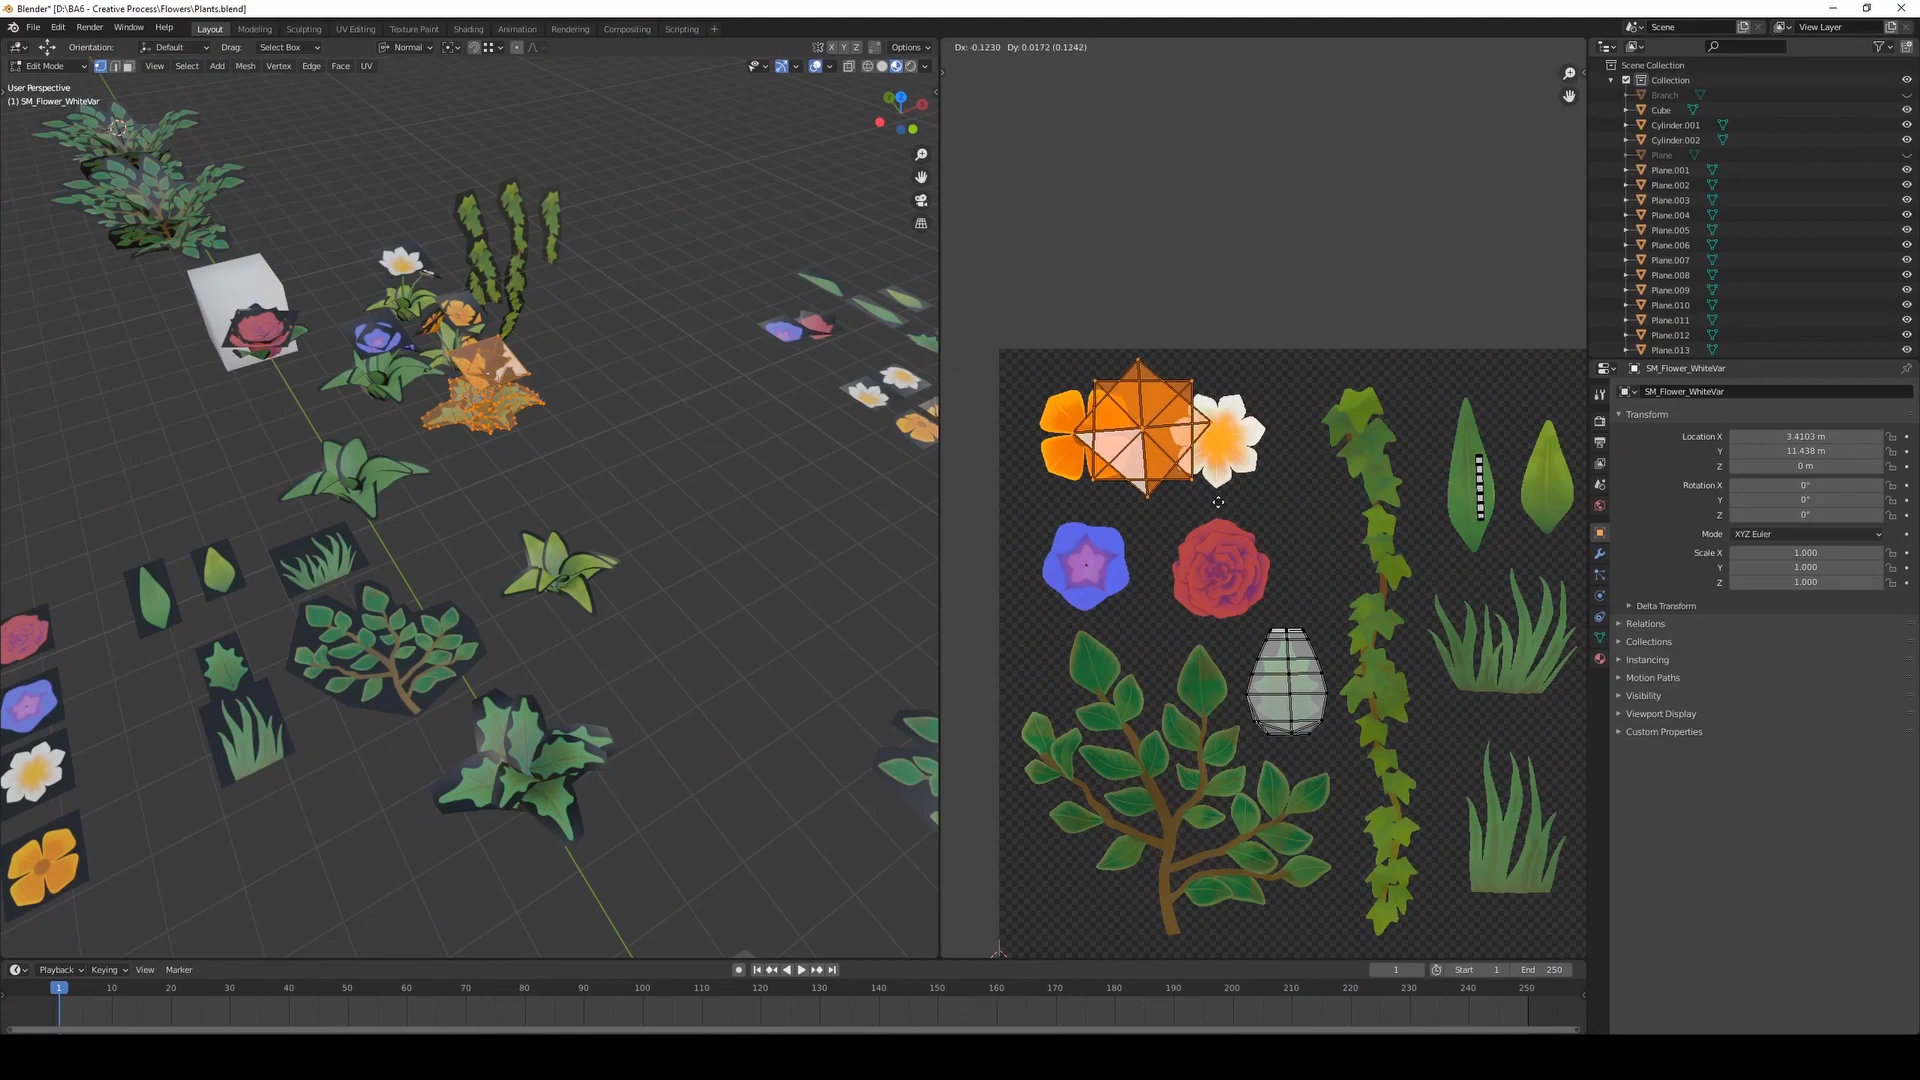 Blender* [D:\BA6 - Creative Process\Flowers\Plants.blend]
File Edit Render Window Help Layout Modeling Sculpting UV Editing Texture Paint Shading Animation Rendering Compositing Scripting +
Scene View Layer
Orientation: Default Drag: Select Box Normal X Y Z Options
Dx: -0.1230 Dy: 0.0172 (0.1242)
Edit Mode View Select Add Mesh Vertex Edge Face UV
User Perspective
(1) SM_Flower_WhiteVar
Y Z X
Scene Collection
Collection
Branch
Cube
Cylinder.001
Cylinder.002
Plane
Plane.001
Plane.002
Plane.003
Plane.004
Plane.005
Plane.006
Plane.007
Plane.008
Plane.009
Plane.010
Plane.011
Plane.012
Plane.013
SM_Flower_WhiteVar
SM_Flower_WhiteVar
Transform
Location X 3.4103 m
Y 11.438 m
Z 0 m
Rotation X 0°
Y 0°
Z 0°
Mode XYZ Euler
Scale X 1.000
Y 1.000
Z 1.000
Delta Transform
Relations
Collections
Instancing
Motion Paths
Visibility
Viewport Display
Custom Properties
Playback Keying View Marker 1 Start 1 End 250
1 10 20 30 40 50 60 70 80 90 100 110 120 130 140 150 160 170 180 190 200 210 220 230 240 250